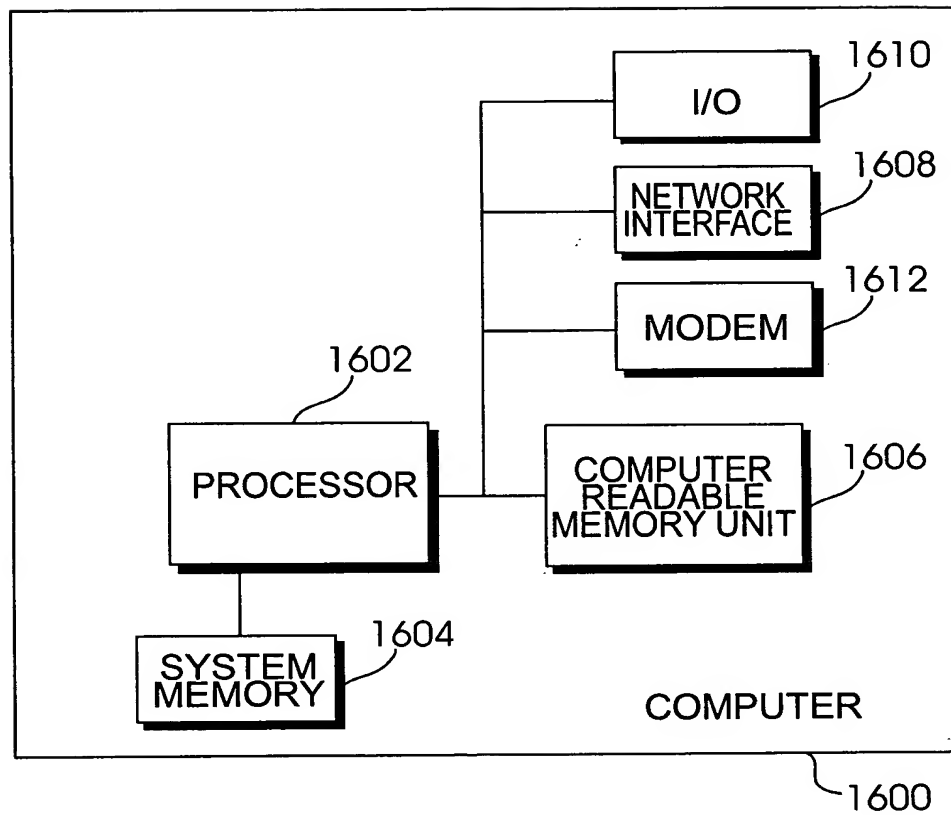 1610
I/O
1608
NETWORK
INTERFACE
1612
MODEM
1602
PROCESSOR
1606
COMPUTER
READABLE
MEMORY UNIT
1604
SYSTEM
MEMORY
COMPUTER
1600